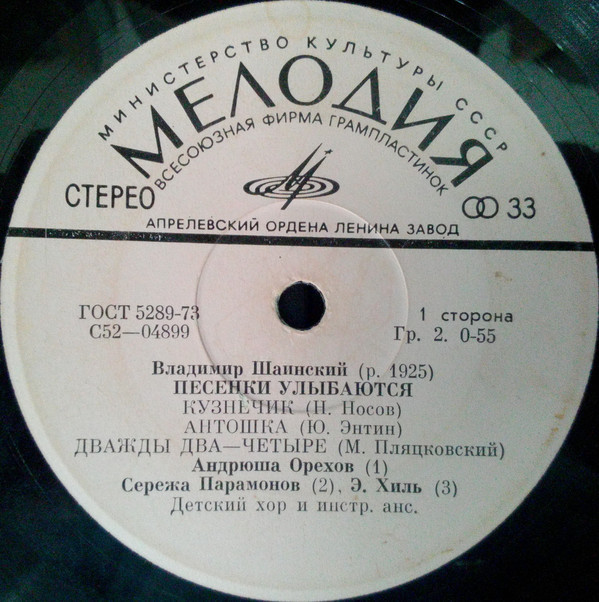 МИНИСТЕРСТВО КУЛЬТУРЫ СССР
МЕЛОДИЯ
ВСЕСОЮЗНАЯ ФИРМА ГРАМПЛАСТИНОК
СТЕРЕО
33
АПРЕЛЕВСКИЙ ОРДЕНА ЛЕНИНА ЗАВОД
ГОСТ 5289-73
1 сторона
С52—04899
Гр. 2. 0-55
Владимир Шаинский (р. 1925)
ПЕСЕНКИ УЛЫБАЮТСЯ
КУЗНЕЧИК (Н. Носов)
АНТОШКА (Ю. Энтин)
ДВАЖДЫ ДВА—ЧЕТЫРЕ (М. Пляцковский)
Андрюша Орехов (1)
Сережа Парамонов (2), Э. Хиль (3)
Детский хор и инстр. анс.